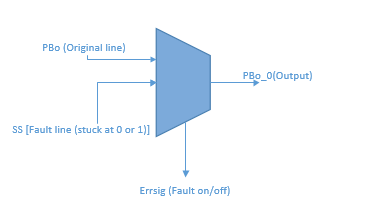 PBo (Original line)
PBo_0(Output)
SS [Fault line (stuck at 0 or 1)]
Errsig (Fault on/off)